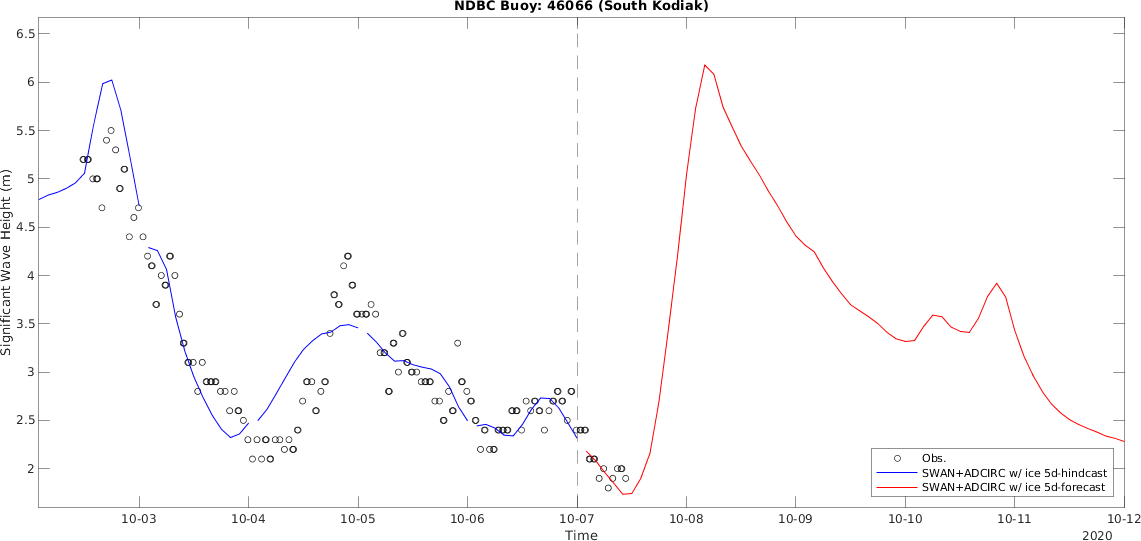 NDBC Buoy: 46066 (South Kodiak)
Significant Wave Height (m)
6.5
6
5.5
5
4.5
4
3.5
3
2.5
2
Obs.
SWAN+ADCIRC w/ ice 5d-hindcast
SWAN+ADCIRC w/ ice 5d-forecast
10-03 10-04 10-05 10-06 10-07 10-08 10-09 10-10 10-11 10-12
Time
2020